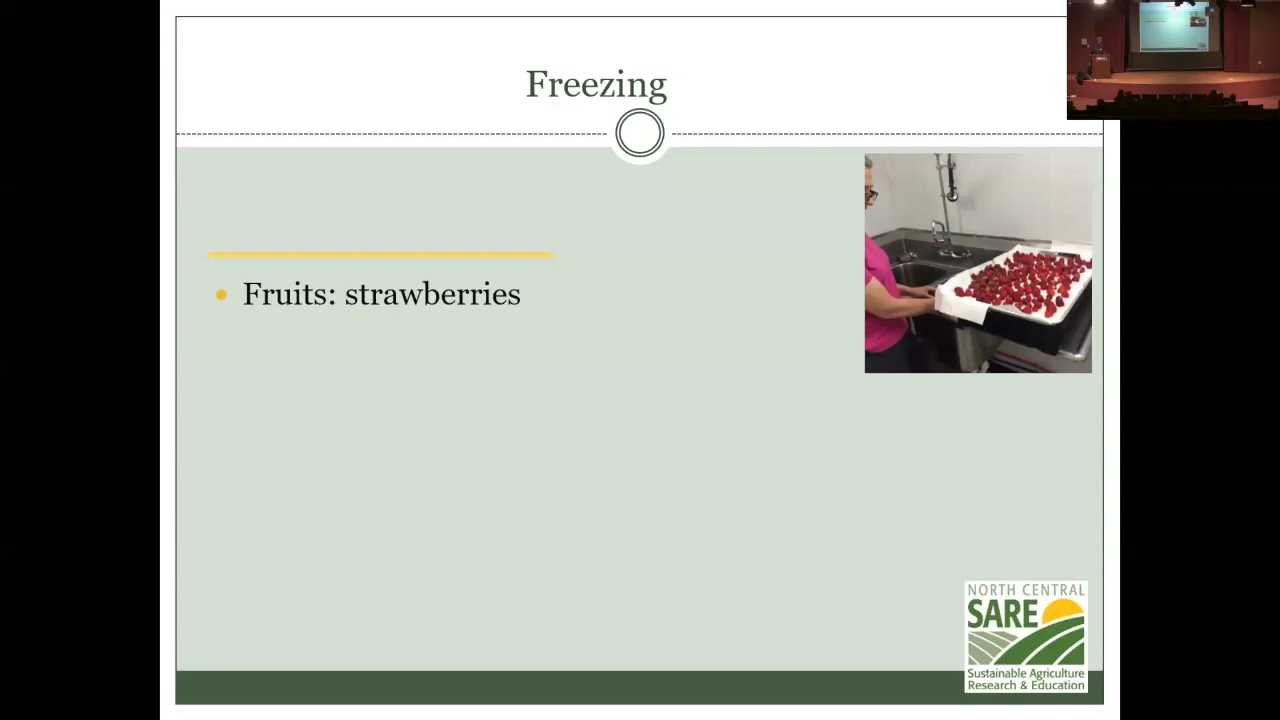 Freezing
Fruits: strawberries
NORTH CENTRAL
SARE
Sustainable Agriculture
Research & Education